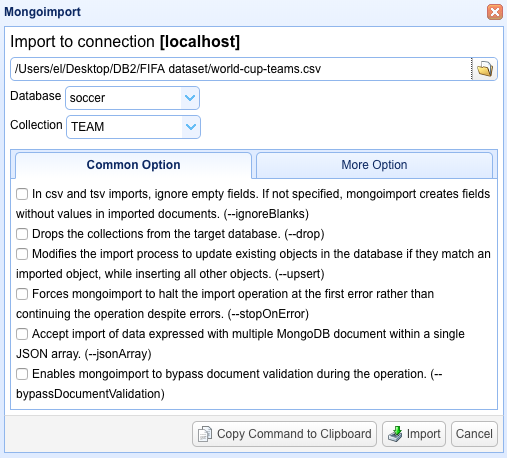 Mongoimport
Import to connection [localhost]
/Users/el/Desktop/DB2/FIFA dataset/world-cup-teams.csv
Database soccer
Collection TEAM
Common Option More Option
In csv and tsv imports, ignore empty fields. If not specified, mongoimport creates fields
without values in imported documents. (--ignoreBlanks)
Drops the collections from the target database. (--drop)
Modifies the import process to update existing objects in the database if they match an
imported object, while inserting all other objects. (--upsert)
Forces mongoimport to halt the import operation at the first error rather than
continuing the operation despite errors. (--stopOnError)
Accept import of data expressed with multiple MongoDB document within a single
JSON array. (--jsonArray)
Enables mongoimport to bypass document validation during the operation. (--
bypassDocumentValidation)
Copy Command to Clipboard Import Cancel